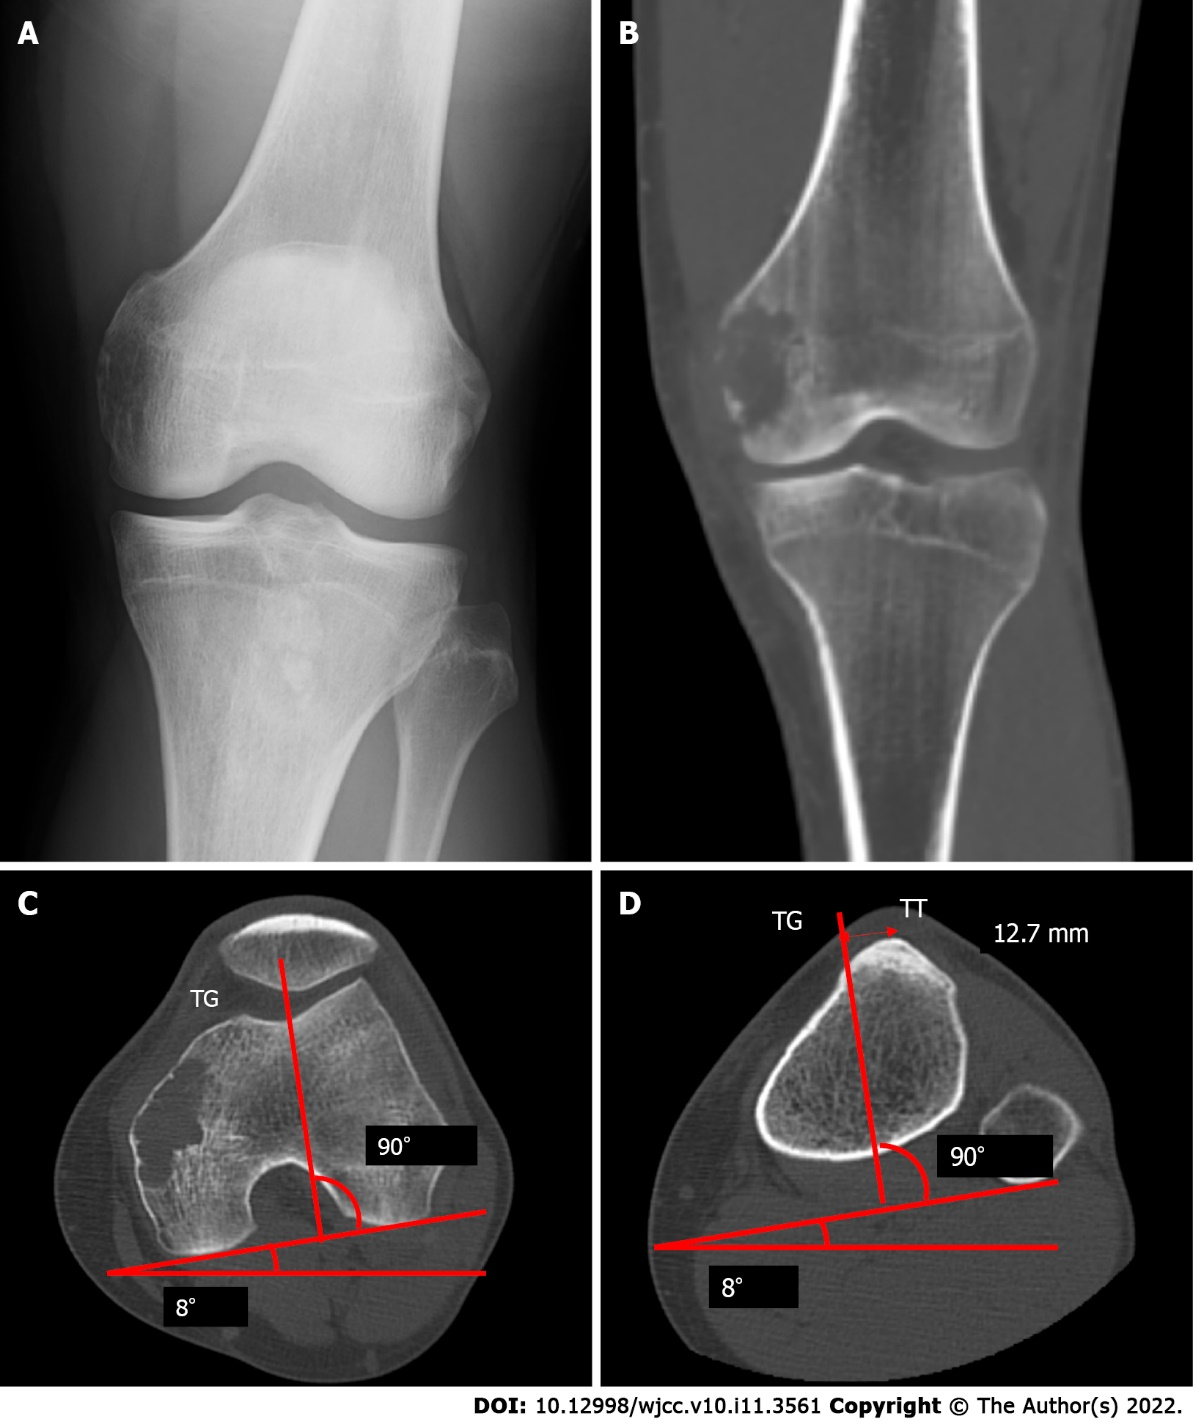 A
B
C
TG
90°
8°
D
TG
TT
12.7 mm
90°
8°
DOI: 10.12998/wjcc.v10.i11.3561 Copyright © The Author(s) 2022.